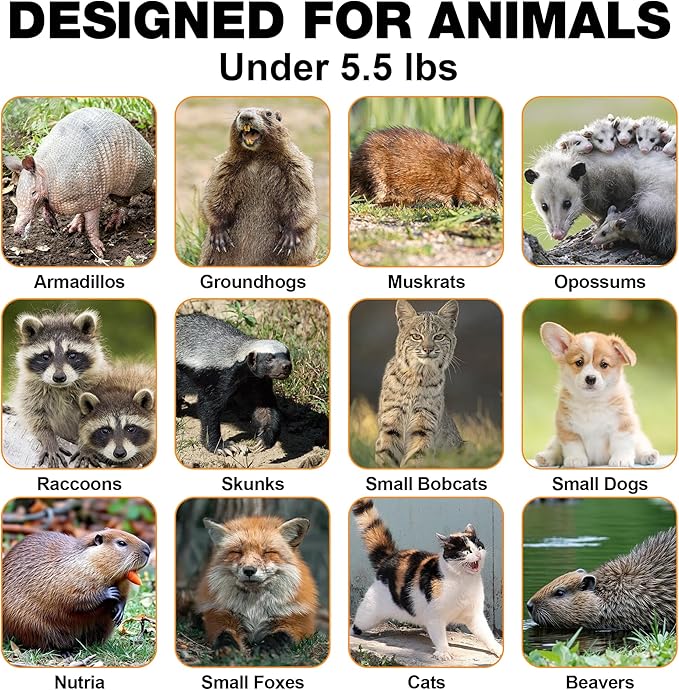 DESIGNED FOR ANIMALS
Under 5.5 lbs
Armadillos
Groundhogs
Muskrats
Opossums
Raccoons
Skunks
Small Bobcats
Small Dogs
Nutria
Small Foxes
Cats
Beavers